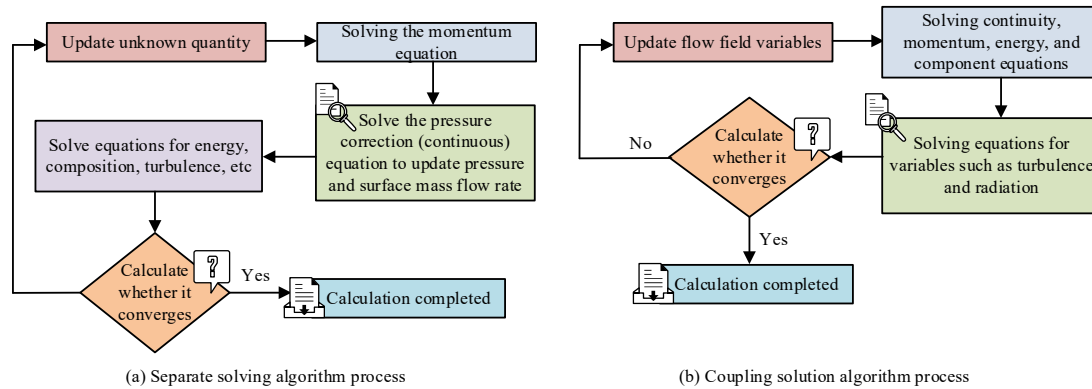 Update unknown quantity
Solving the momentum
equation
Solve the pressure
correction (continuous)
equation to update pressure
and surface mass flow rate
Solve equations for energy,
composition, turbulence, etc
Calculate
whether it
converges
?
Yes
Calculation completed
(a) Separate solving algorithm process
Update flow field variables
Solving continuity,
momentum, energy, and
component equations
Solving equations for
variables such as turbulence
and radiation
Calculate
whether it
converges
?
No
Yes
Calculation completed
(b) Coupling solution algorithm process